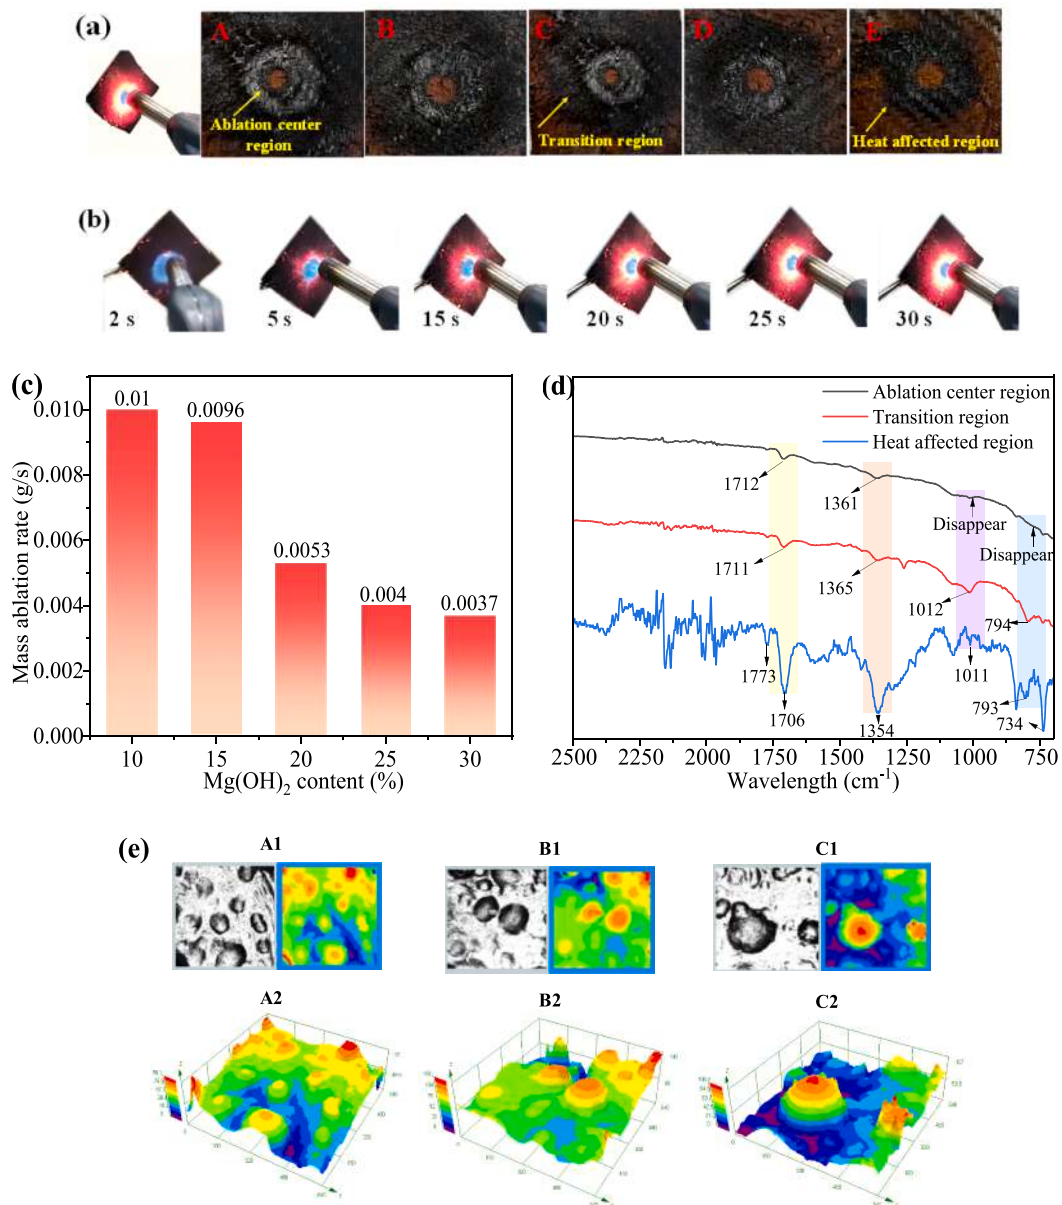 (a)
A
B
C
D
E
Ablation center
region
Transition region
Heat affected region
(b)
2 s
5 s
15 s
20 s
25 s
30 s
(c)
Mass ablation rate (g/s)
0.010
0.008
0.006
0.004
0.002
0.000
0.01
0.0096
0.0053
0.004
0.0037
10
15
20
25
30
Mg(OH)₂ content (%)
(d)
Ablation center region
Transition region
Heat affected region
1712
1361
Disappear
Disappear
1711
1365
1012
794
1773
1706
1354
1011
793
734
2500
2250
2000
1750
1500
1250
1000
750
Wavelength (cm⁻¹)
(e)
A1
B1
C1
A2
B2
C2